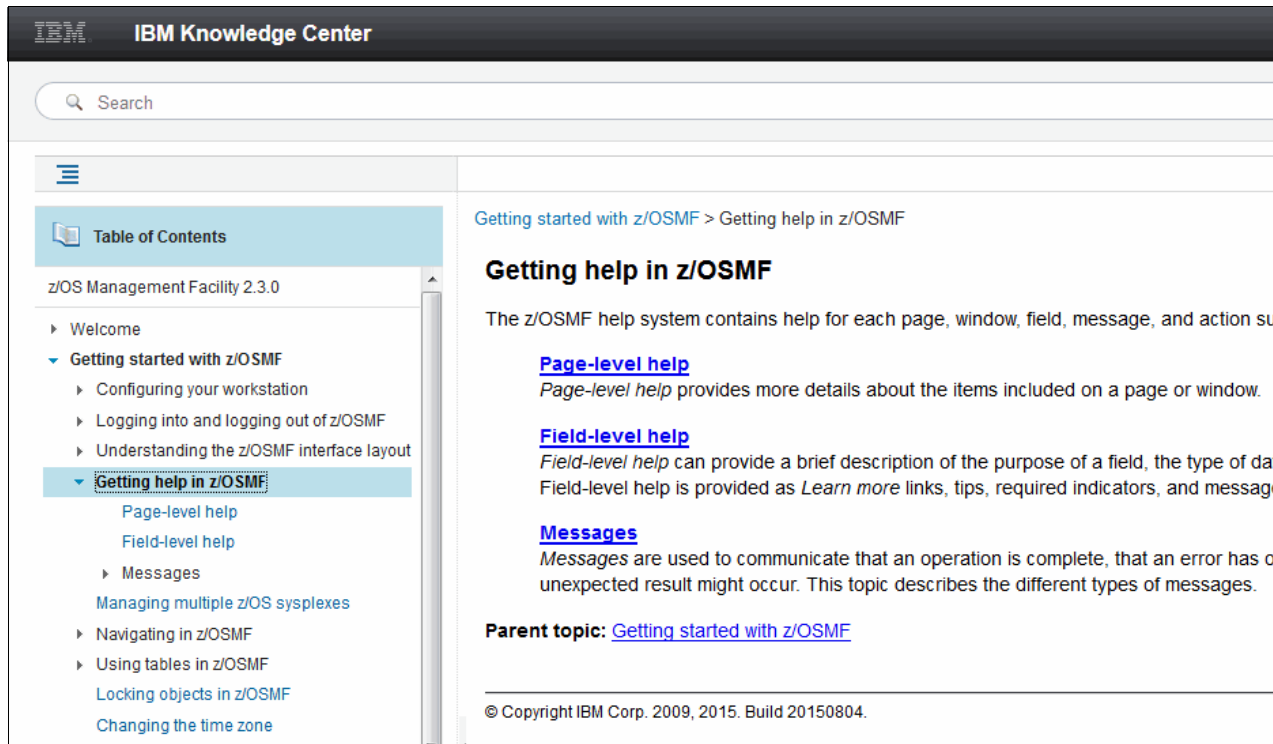 IBM
IBM Knowledge Center
Search
Table of Contents
z/OS Management Facility 2.3.0
Welcome
Getting started with z/OSMF
Configuring your workstation
Logging into and logging out of z/OSMF
Understanding the z/OSMF interface layout
Getting help in z/OSMF
Page-level help
Field-level help
Messages
Managing multiple z/OS sysplexes
Navigating in z/OSMF
Using tables in z/OSMF
Locking objects in z/OSMF
Changing the time zone
Getting started with z/OSMF > Getting help in z/OSMF
Getting help in z/OSMF
The z/OSMF help system contains help for each page, window, field, message, and action su
Page-level help
Page-level help provides more details about the items included on a page or window.
Field-level help
Field-level help can provide a brief description of the purpose of a field, the type of da
Field-level help is provided as Learn more links, tips, required indicators, and messag
Messages
Messages are used to communicate that an operation is complete, that an error has o
unexpected result might occur. This topic describes the different types of messages.
Parent topic: Getting started with z/OSMF
© Copyright IBM Corp. 2009, 2015. Build 20150804.